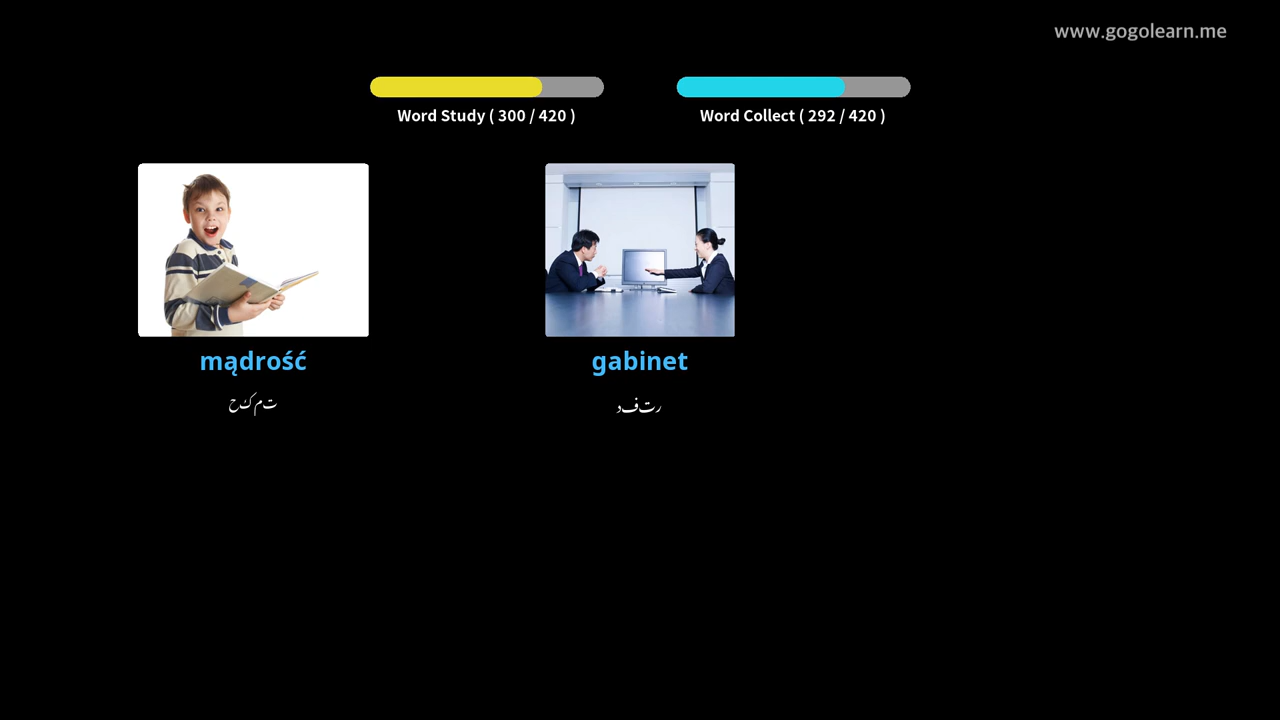 www.gogolearn.me
Word Study ( 300 / 420 )
Word Collect ( 292 / 420 )
mądrość
gabinet
حکمت
دفتر